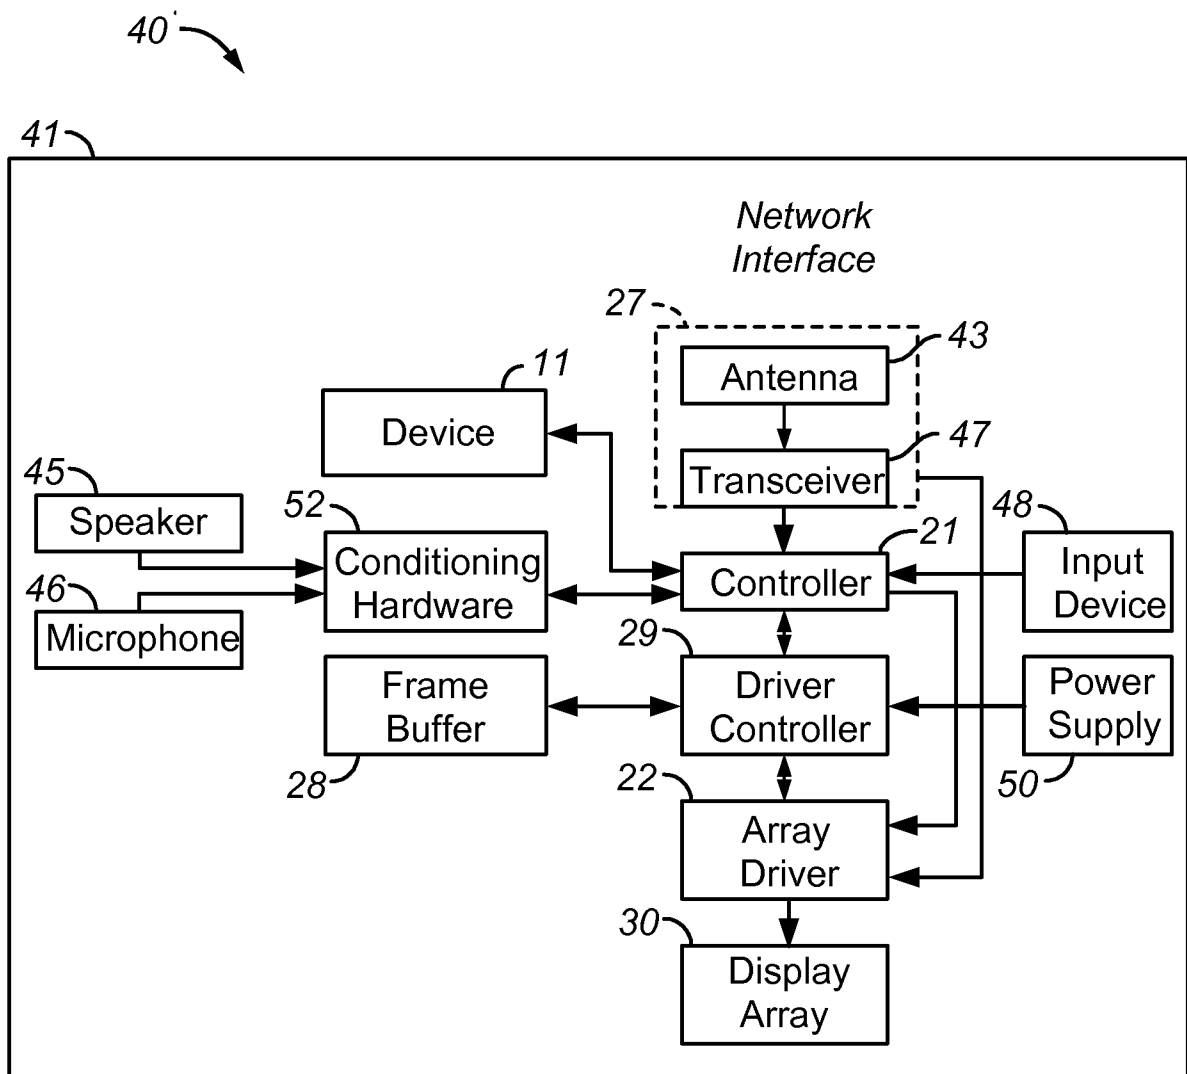 40
41
Network
Interface
27
43
Antenna
11
Device
47
Transceiver
45
Speaker
52
Conditioning
Hardware
21
Controller
48
Input
Device
46
Microphone
29
Driver
Controller
Frame
Buffer
28
Power
Supply
50
22
Array
Driver
30
Display
Array